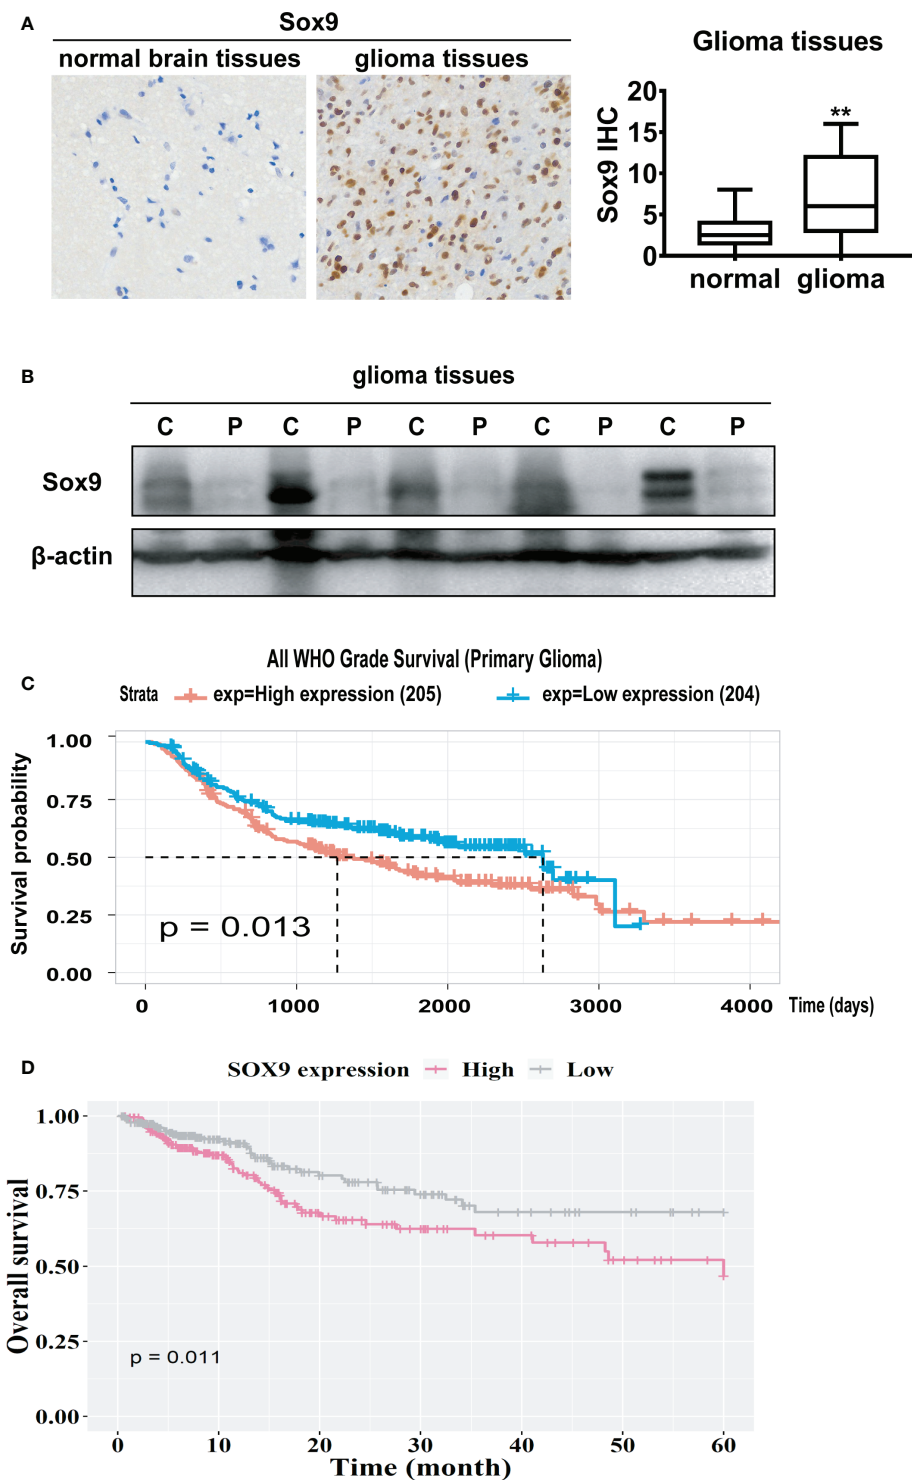 A
Sox9
normal brain tissues
glioma tissues
Glioma tissues
Sox9 IHC
20
15
10
5
0
**
normal
glioma
B
glioma tissues
C P C P C P C P C P
Sox9
β-actin
C
All WHO Grade Survival (Primary Glioma)
Strata exp=High expression (205) exp=Low expression (204)
Survival probability
1.00
0.75
0.50
0.25
0.00
p = 0.013
0 1000 2000 3000 4000 Time (days)
D
SOX9 expression High Low
Overall survival
1.00
0.75
0.50
0.25
0.00
p = 0.011
0 10 20 30 40 50 60
Time (month)